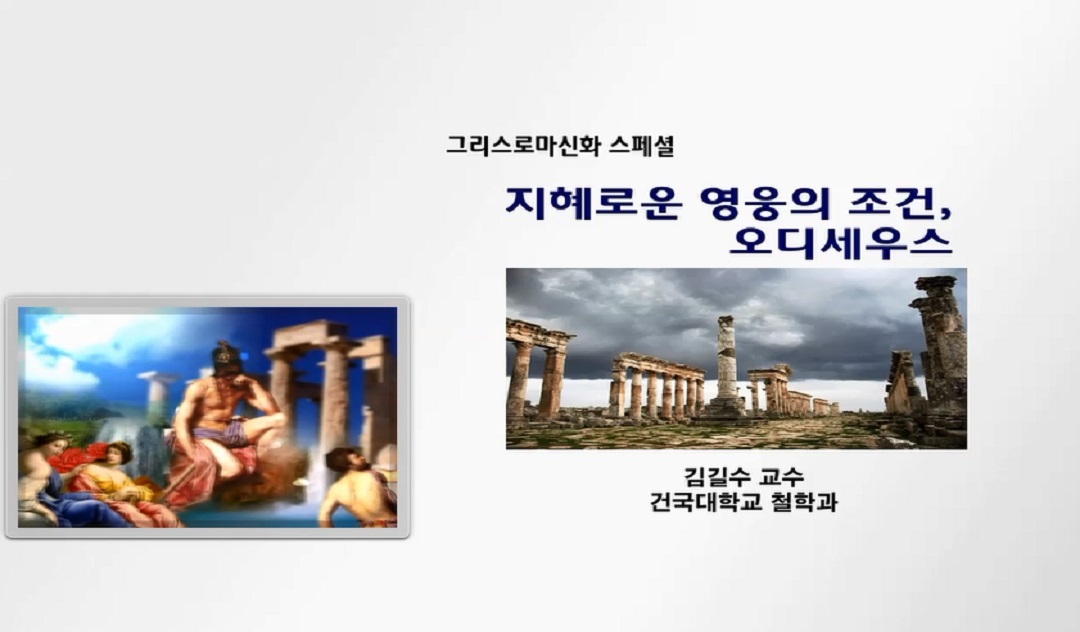 그리스로마신화 스페셜
지혜로운 영웅의 조건,
오디세우스
김길수 교수
건국대학교 철학과